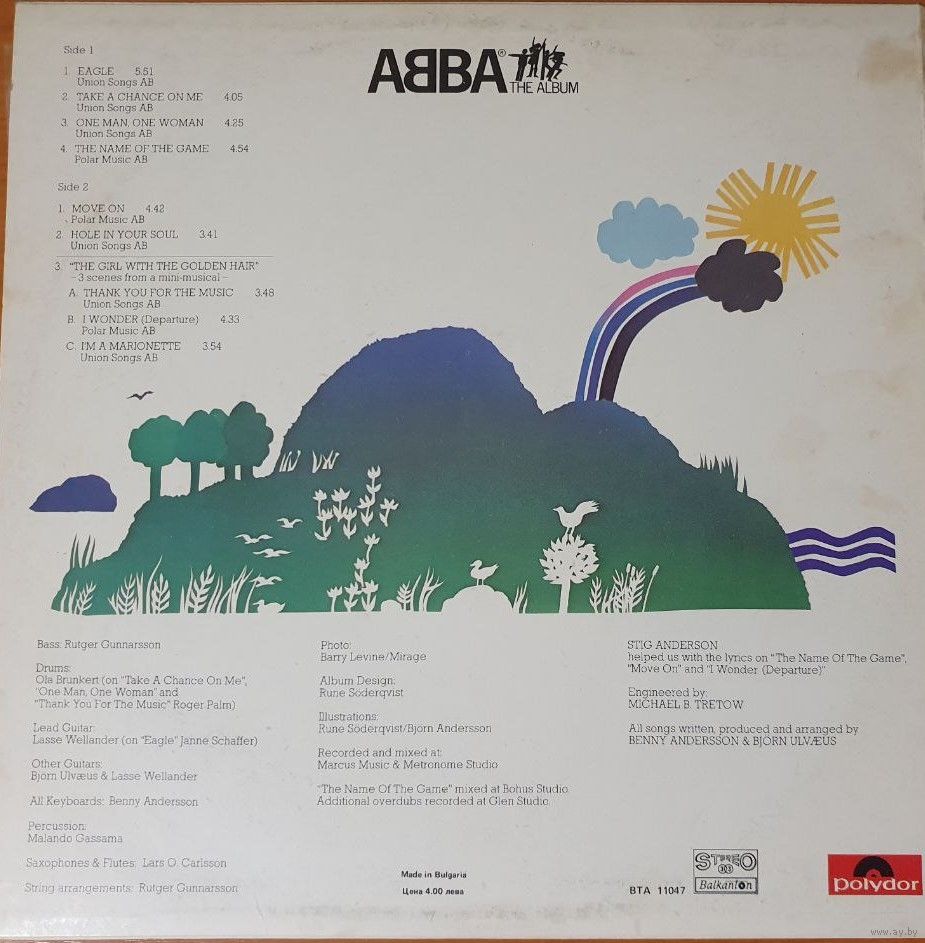 ABBA®
THE ALBUM
Side 1
1. EAGLE 5.51
Union Songs AB
2. TAKE A CHANCE ON ME 4.05
Union Songs AB
3. ONE MAN, ONE WOMAN 4.25
Union Songs AB
4. THE NAME OF THE GAME 4.54
Polar Music AB
Side 2
1. MOVE ON 4.42
Polar Music AB
2. HOLE IN YOUR SOUL 3.41
Union Songs AB
3. "THE GIRL WITH THE GOLDEN HAIR"
– 3 scenes from a mini-musical –
A. THANK YOU FOR THE MUSIC 3.48
Union Songs AB
B. I WONDER (Departure) 4.33
Polar Music AB
C. I'M A MARIONETTE 3.54
Union Songs AB
Bass: Rutger Gunnarsson
Drums:
Ola Brunkert (on "Take A Chance On Me",
"One Man, One Woman" and
"Thank You For The Music" Roger Palm)
Lead Guitar:
Lasse Wellander (on "Eagle" Janne Schaffer)
Other Guitars:
Björn Ulvæus & Lasse Wellander
All Keyboards: Benny Andersson
Percussion:
Malando Gassama
Saxophones & Flutes: Lars O. Carlsson
String arrangements: Rutger Gunnarsson
Photo:
Barry Levine/Mirage
Album Design:
Rune Söderqvist
Illustrations:
Rune Söderqvist/Björn Andersson
Recorded and mixed at:
Marcus Music & Metronome Studio
"The Name Of The Game" mixed at Bohus Studio
Additional overdubs recorded at Glen Studio.
STIG ANDERSON
helped us with the lyrics on "The Name Of The Game",
"Move On" and "I Wonder (Departure)"
Engineered by:
MICHAEL B. TRETOW
All songs written, produced and arranged by
BENNY ANDERSSON & BJÖRN ULVÆUS
Made in Bulgaria
Цена 4.00 лева
BTA 11047
STEREO
33
Balkanton
polydor
www.ay.by